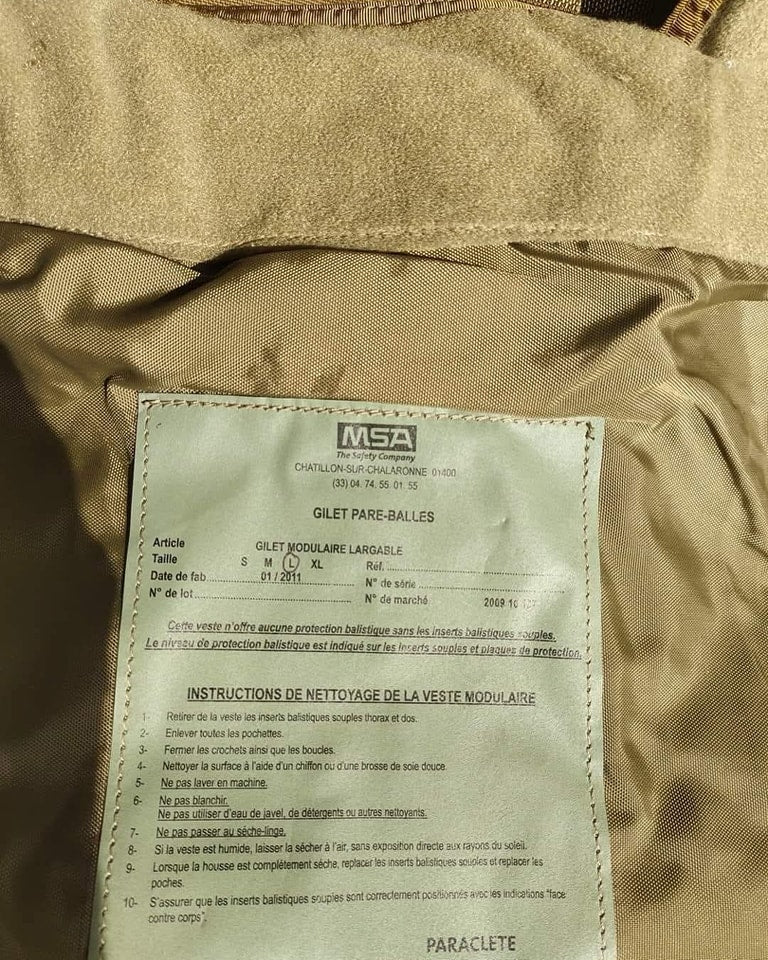 MSA
The Safety Company
CHATILLON-SUR-CHALARONNE 01400
(33) 04. 74. 55. 01. 55
GILET PARE-BALLES
Article GILET MODULAIRE LARGABLE
Taille S M L XL Réf.
Date de fab. 01 / 2011 N° de série
N° de lot N° de marché 2009 10
Cette veste n'offre aucune protection balistique sans les inserts balistiques souples.
Le niveau de protection balistique est indiqué sur les inserts souples et plaques de protection.
INSTRUCTIONS DE NETTOYAGE DE LA VESTE MODULAIRE
1- Retirer de la veste les inserts balistiques souples thorax et dos.
2- Enlever toutes les pochettes.
3- Fermer les crochets ainsi que les boucles.
4- Nettoyer la surface à l'aide d'un chiffon ou d'une brosse de soie douce.
5- Ne pas laver en machine.
6- Ne pas blanchir.
Ne pas utiliser d'eau de javel, de détergents ou autres nettoyants.
7- Ne pas passer au sèche-linge.
8- Si la veste est humide, laisser la sécher à l'air, sans exposition directe aux rayons du soleil.
9- Lorsque la housse est complètement sèche, replacer les inserts balistiques souples et replacer les
poches.
10- S'assurer que les inserts balistiques souples sont correctement positionnés avec les indications "face
contre corps".
PARACLETE